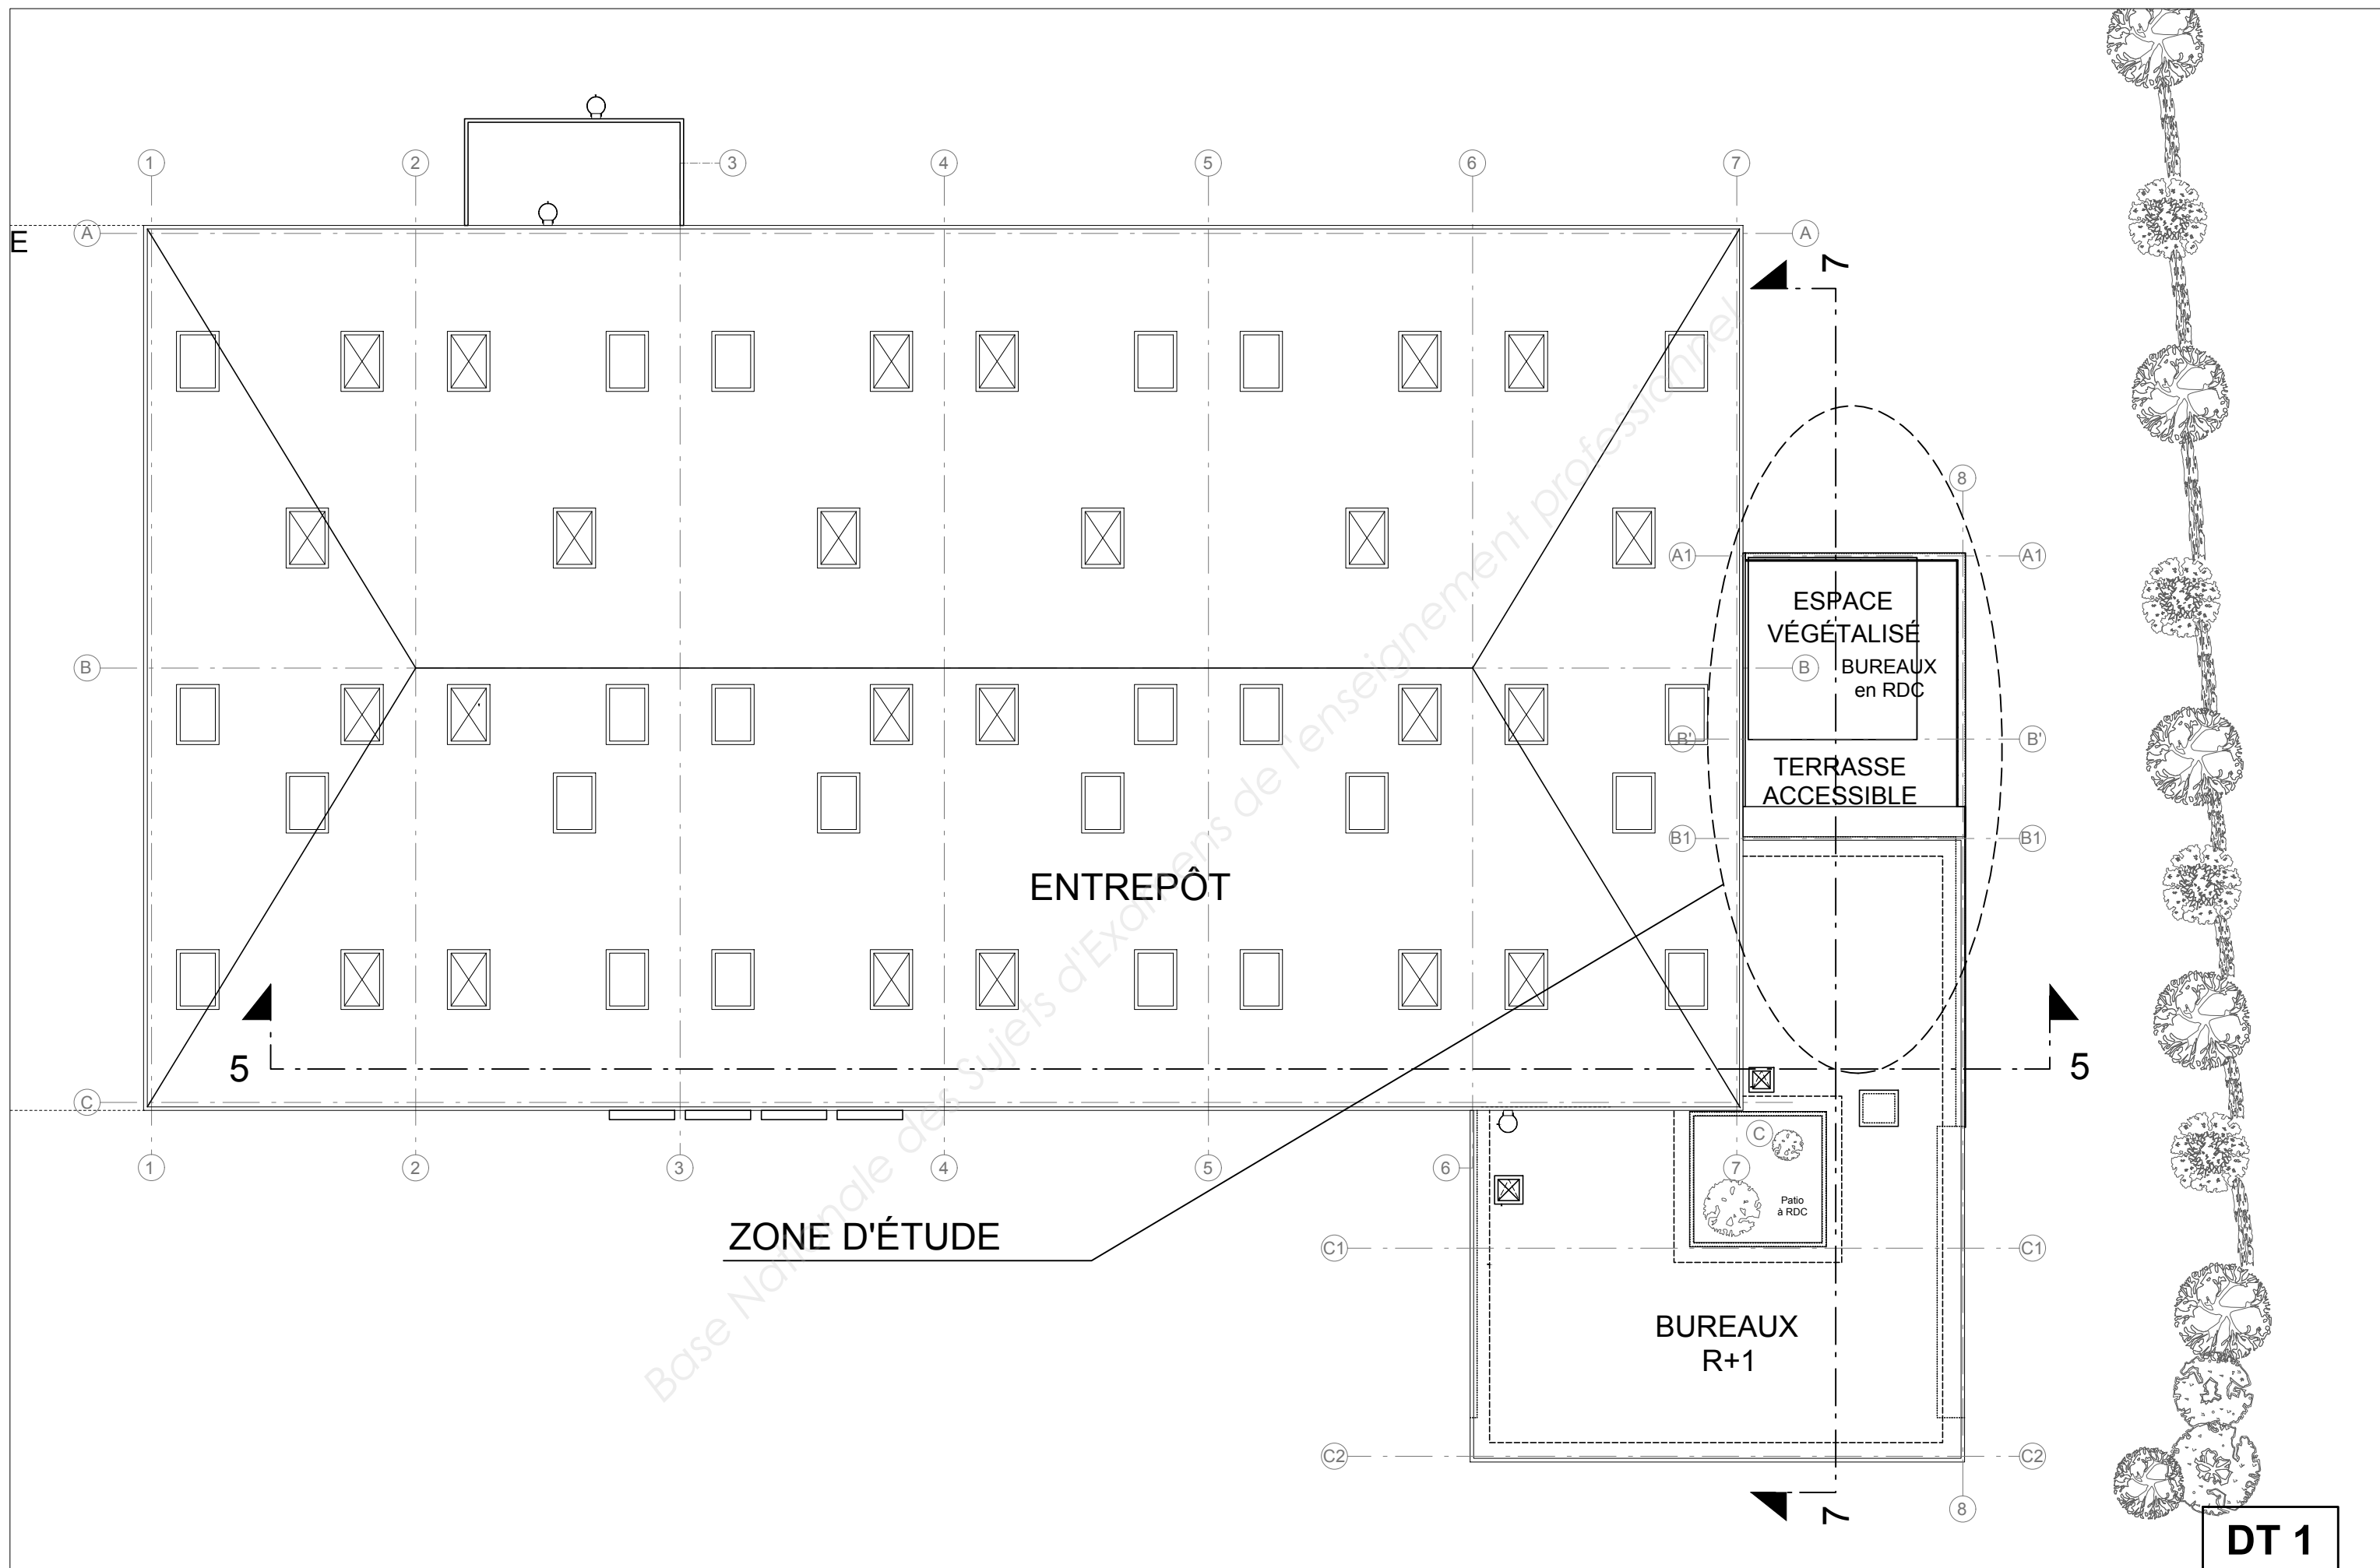 1
2
3
4
5
6
7
A
A
E
7
8
A1
A1
ESPACE
VÉGÉTALISÉ
B
B
BUREAUX
en RDC
B'
B'
TERRASSE
ACCESSIBLE
B1
B1
ENTREPÔT
5
5
C
C
1
2
3
4
5
6
7
Patio
à RDC
ZONE D'ÉTUDE
C1
C1
BUREAUX
R+1
C2
C2
7
8
DT 1
Base Nationale des Sujets d'Examens de l'enseignement professionnel